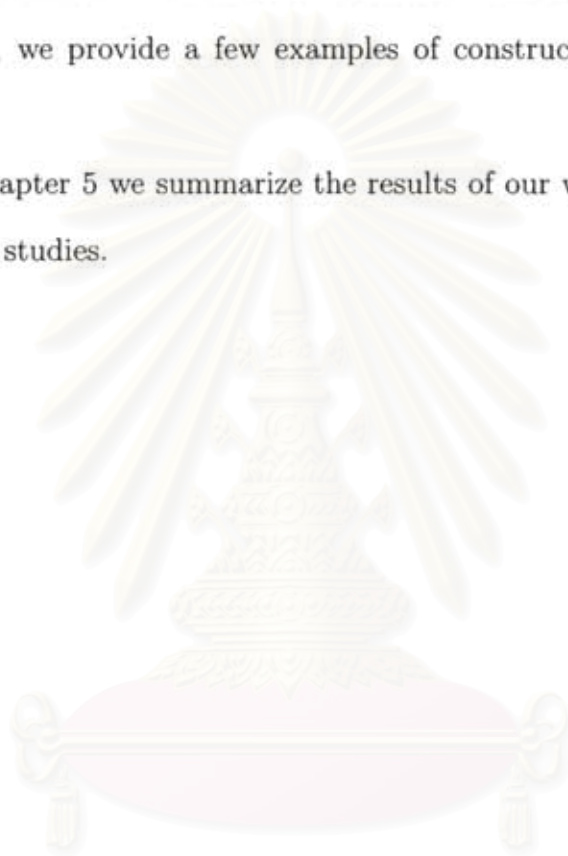 we provide a few examples of construc
apter 5 we summarize the results of our
studies.